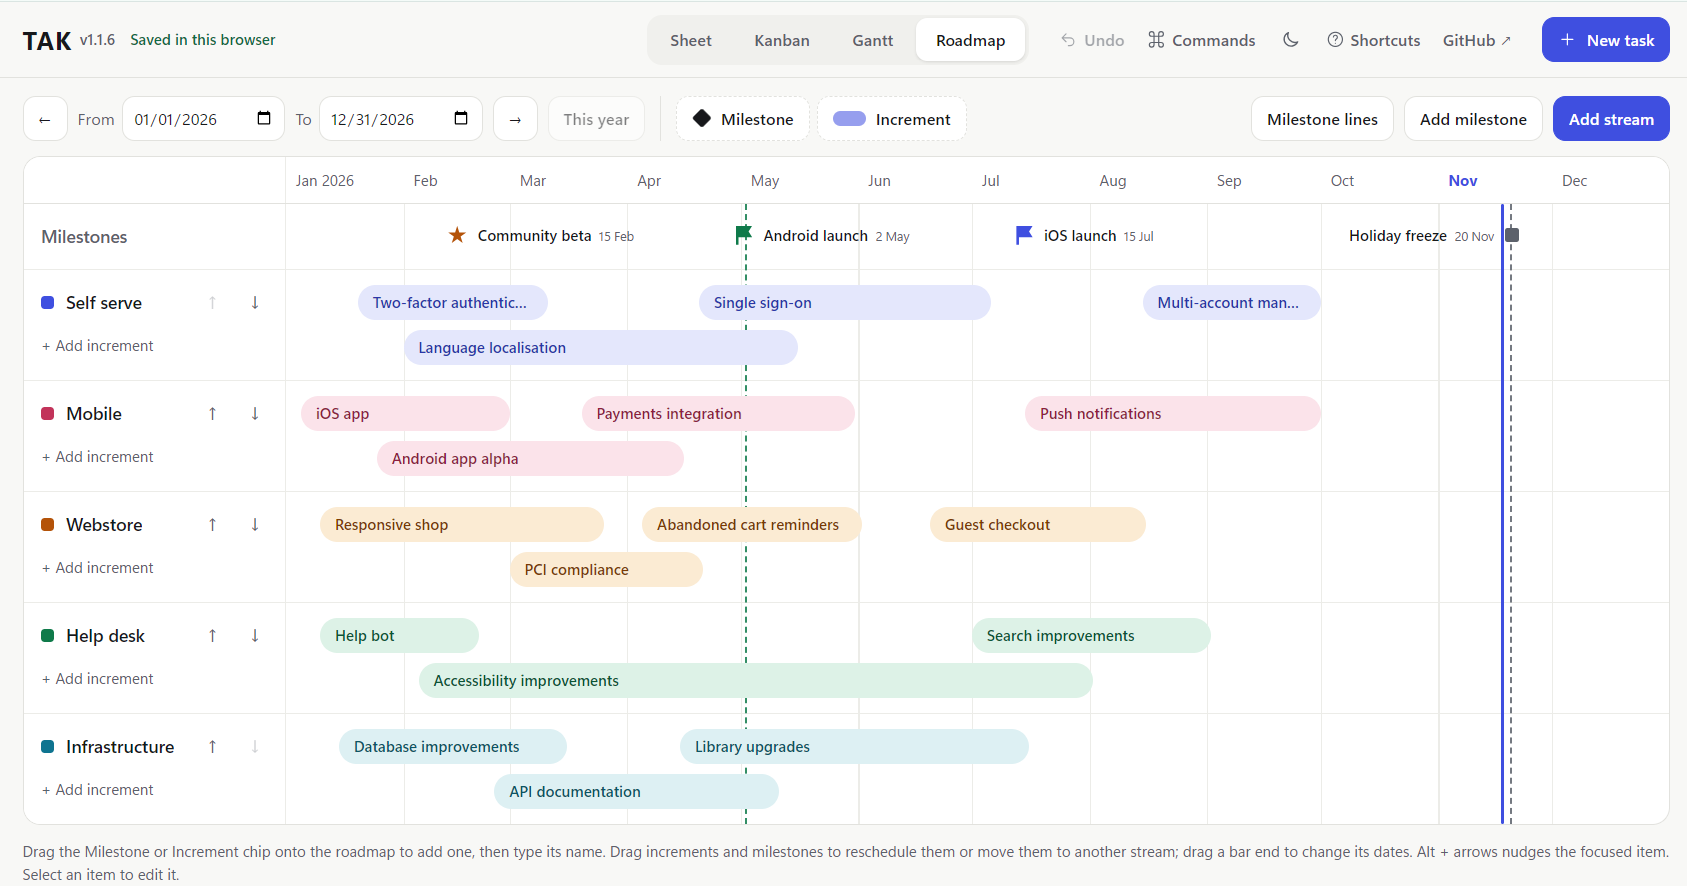 TAK v1.1.6 Saved in this browser Sheet Kanban Gantt Roadmap Undo Commands Shortcuts GitHub ↗ + New task
← From 01/01/2026 To 12/31/2026 → This year Milestone Increment Milestone lines Add milestone Add stream
Jan 2026 Feb Mar Apr May Jun Jul Aug Sep Oct Nov Dec
Milestones Community beta 15 Feb Android launch 2 May iOS launch 15 Jul Holiday freeze 20 Nov
Self serve ↑ ↓ Two-factor authentic... Single sign-on Multi-account man...
+ Add increment Language localisation
Mobile ↑ ↓ iOS app Payments integration Push notifications
+ Add increment Android app alpha
Webstore ↑ ↓ Responsive shop Abandoned cart reminders Guest checkout
+ Add increment PCI compliance
Help desk ↑ ↓ Help bot Search improvements
+ Add increment Accessibility improvements
Infrastructure ↑ ↓ Database improvements Library upgrades
+ Add increment API documentation
Drag the Milestone or Increment chip onto the roadmap to add one, then type its name. Drag increments and milestones to reschedule them or move them to another stream; drag a bar end to change its dates. Alt + arrows nudges the focused item.
Select an item to edit it.